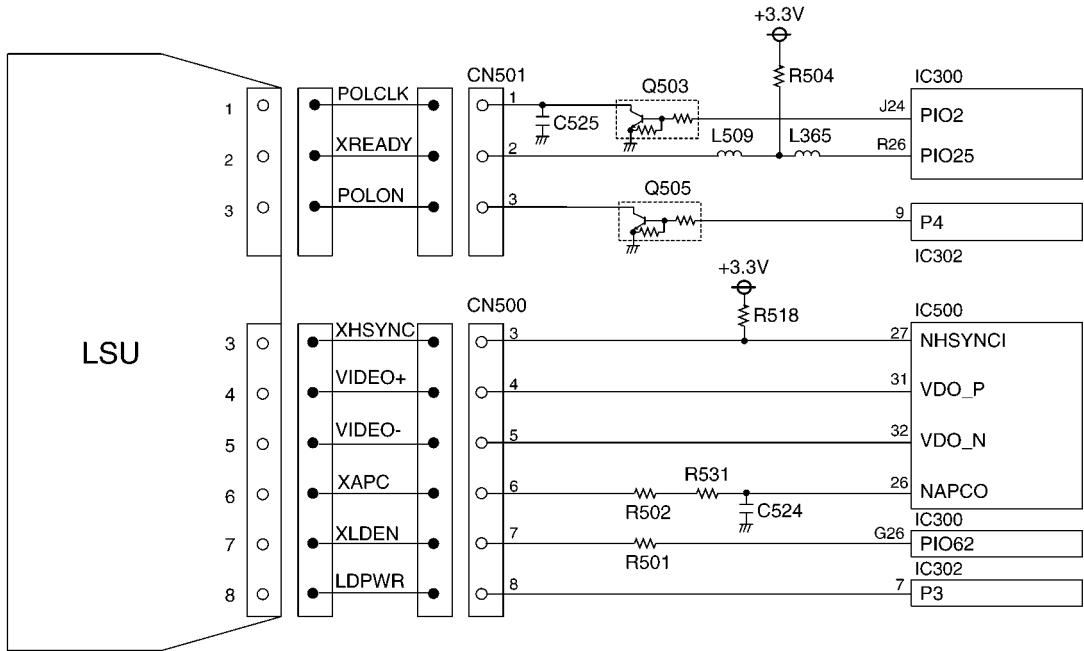 +3.3V
CN501
R504
IC300
1 POLCLK 1 C525 Q503 J24 PIO2
2 XREADY 2 L509 L365 R26 PIO25
3 POLON 3 Q505 9 P4
IC302
+3.3V
CN500
R518
IC500
LSU
3 XHSYNC 3 27 NHSYNCI
4 VIDEO+ 4 31 VDO_P
5 VIDEO- 5 32 VDO_N
6 XAPC 6 R502 R531 C524 26 NAPCO
IC300
7 XLDEN 7 R501 G26 PIO62
IC302
8 LDPWR 8 7 P3